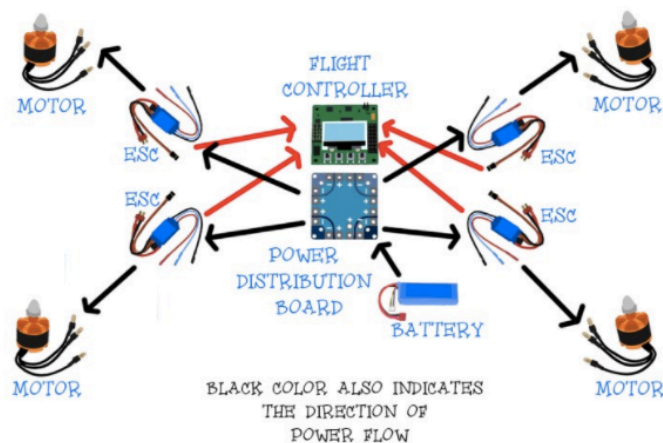 FLIGHT
CONTROLLER
MOTOR
MOTOR
ESC
ESC
ESC
ESC
POWER
DISTRIBUTION
BOARD
BATTERY
MOTOR
MOTOR
BLACK COLOR ALSO INDICATES
THE DIRECTION OF
POWER FLOW